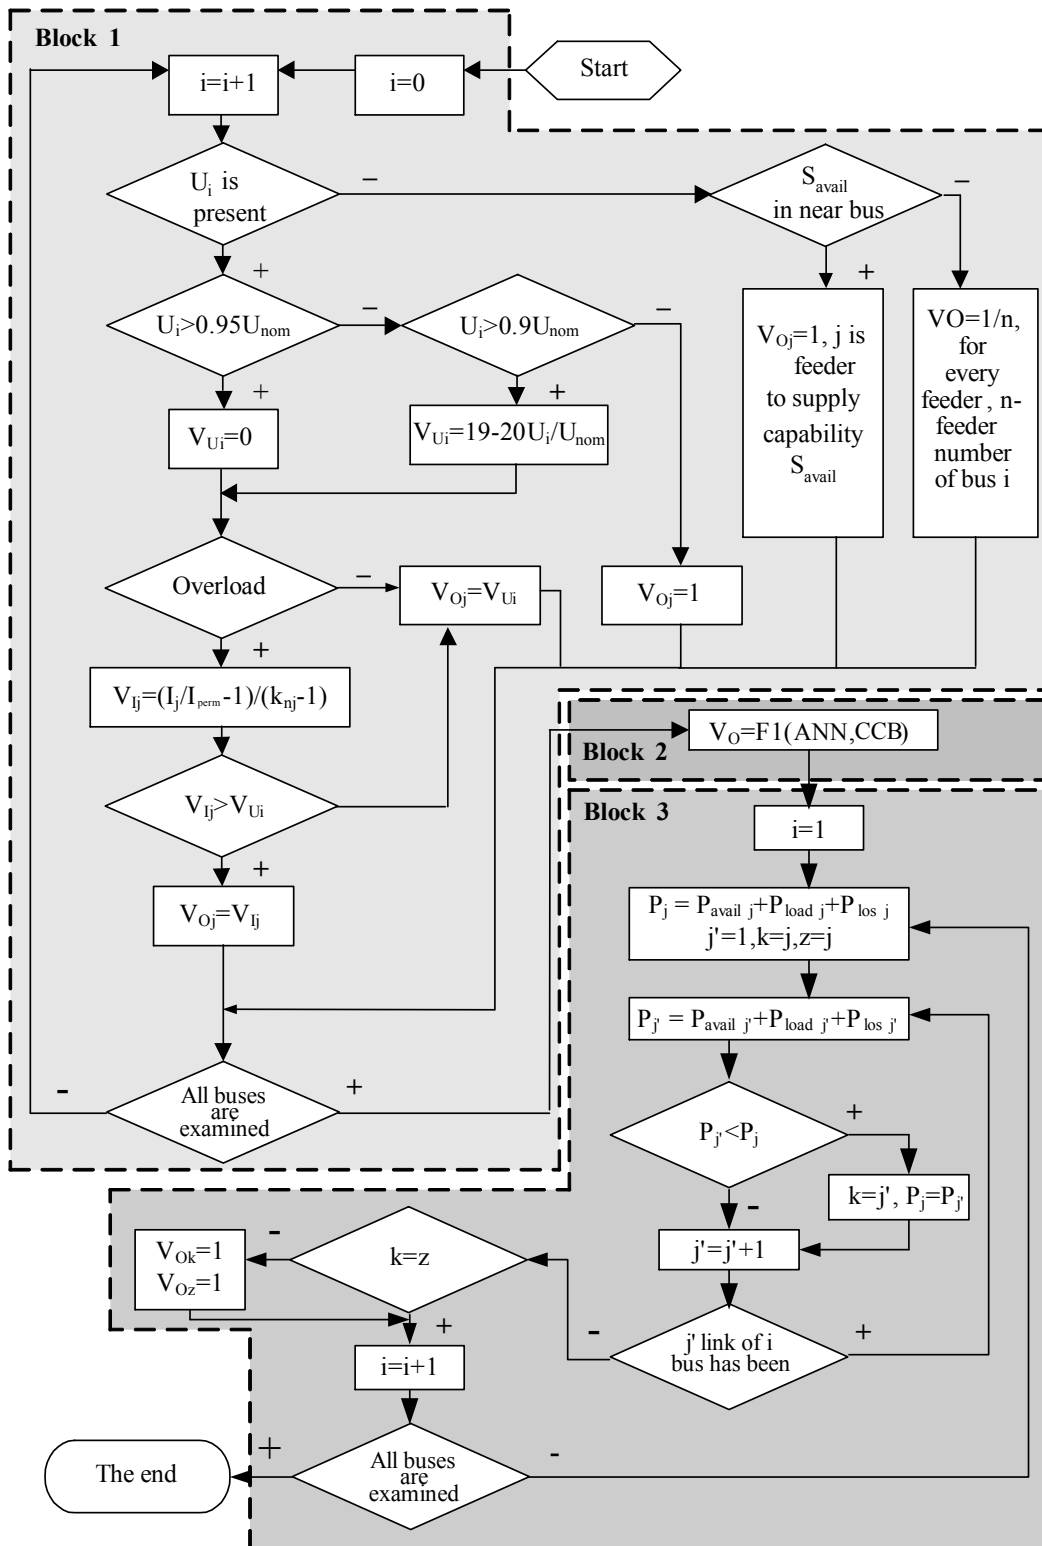 Block 1
Start
i=0
i=i+1
U_i is
present
–
S_avail
in near bus
–
+
+
U_i>0.95U_nom
–
U_i>0.9U_nom
–
+
+
V_Oj=1, j is
feeder
to supply
capability
S_avail
VO=1/n,
for
every
feeder, n-
feeder
number
of bus i
V_Ui=0
V_Ui=19-20U_i/U_nom
Overload
–
V_Oj=V_Ui
V_Oj=1
+
V_Ij=(I_j/I_perm-1)/(k_nj-1)
V_Ij>V_Ui
+
V_Oj=V_Ij
All buses
are
examined
-
+
Block 2
V_O=F1(ANN,CCB)
Block 3
i=1
P_j = P_avail j+P_load j+P_los j
j'=1,k=j,z=j
P_j' = P_avail j'+P_load j'+P_los j'
P_j'<P_j
+
-
k=j', P_j=P_j'
j'=j'+1
j' link of i
bus has been
-
+
k=z
-
+
V_Ok=1
V_Oz=1
i=i+1
All buses
are
examined
+
-
The end